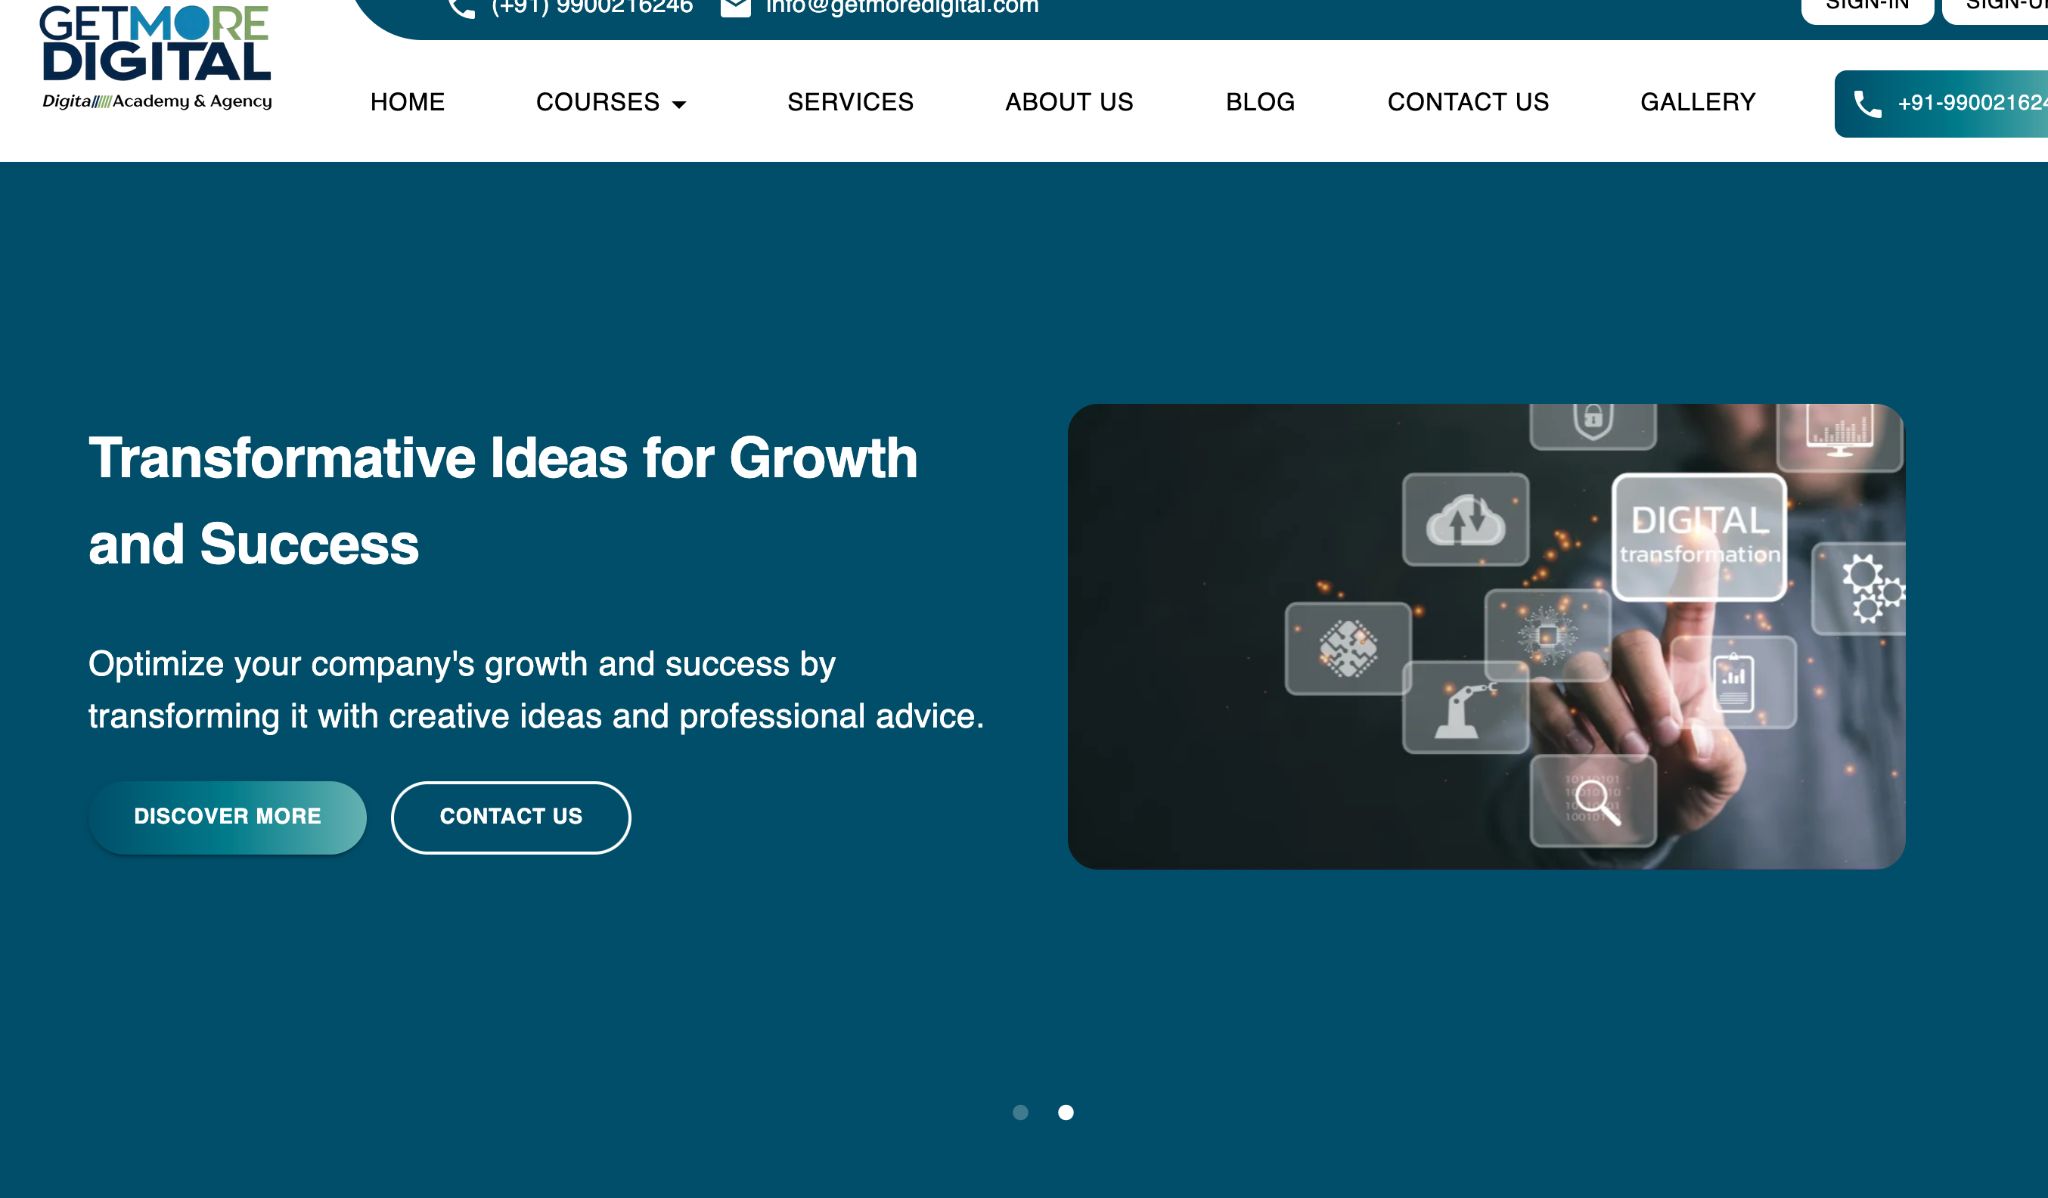 GETMORE
DIGITAL
Digital Academy & Agency
(+91) 9900216246
info@getmoredigital.com
SIGN-IN
HOME
COURSES
SERVICES
ABOUT US
BLOG
CONTACT US
GALLERY
+91-990021624
Transformative Ideas for Growth
and Success
Optimize your company's growth and success by
transforming it with creative ideas and professional advice.
DISCOVER MORE
CONTACT US
DIGITAL
transformation